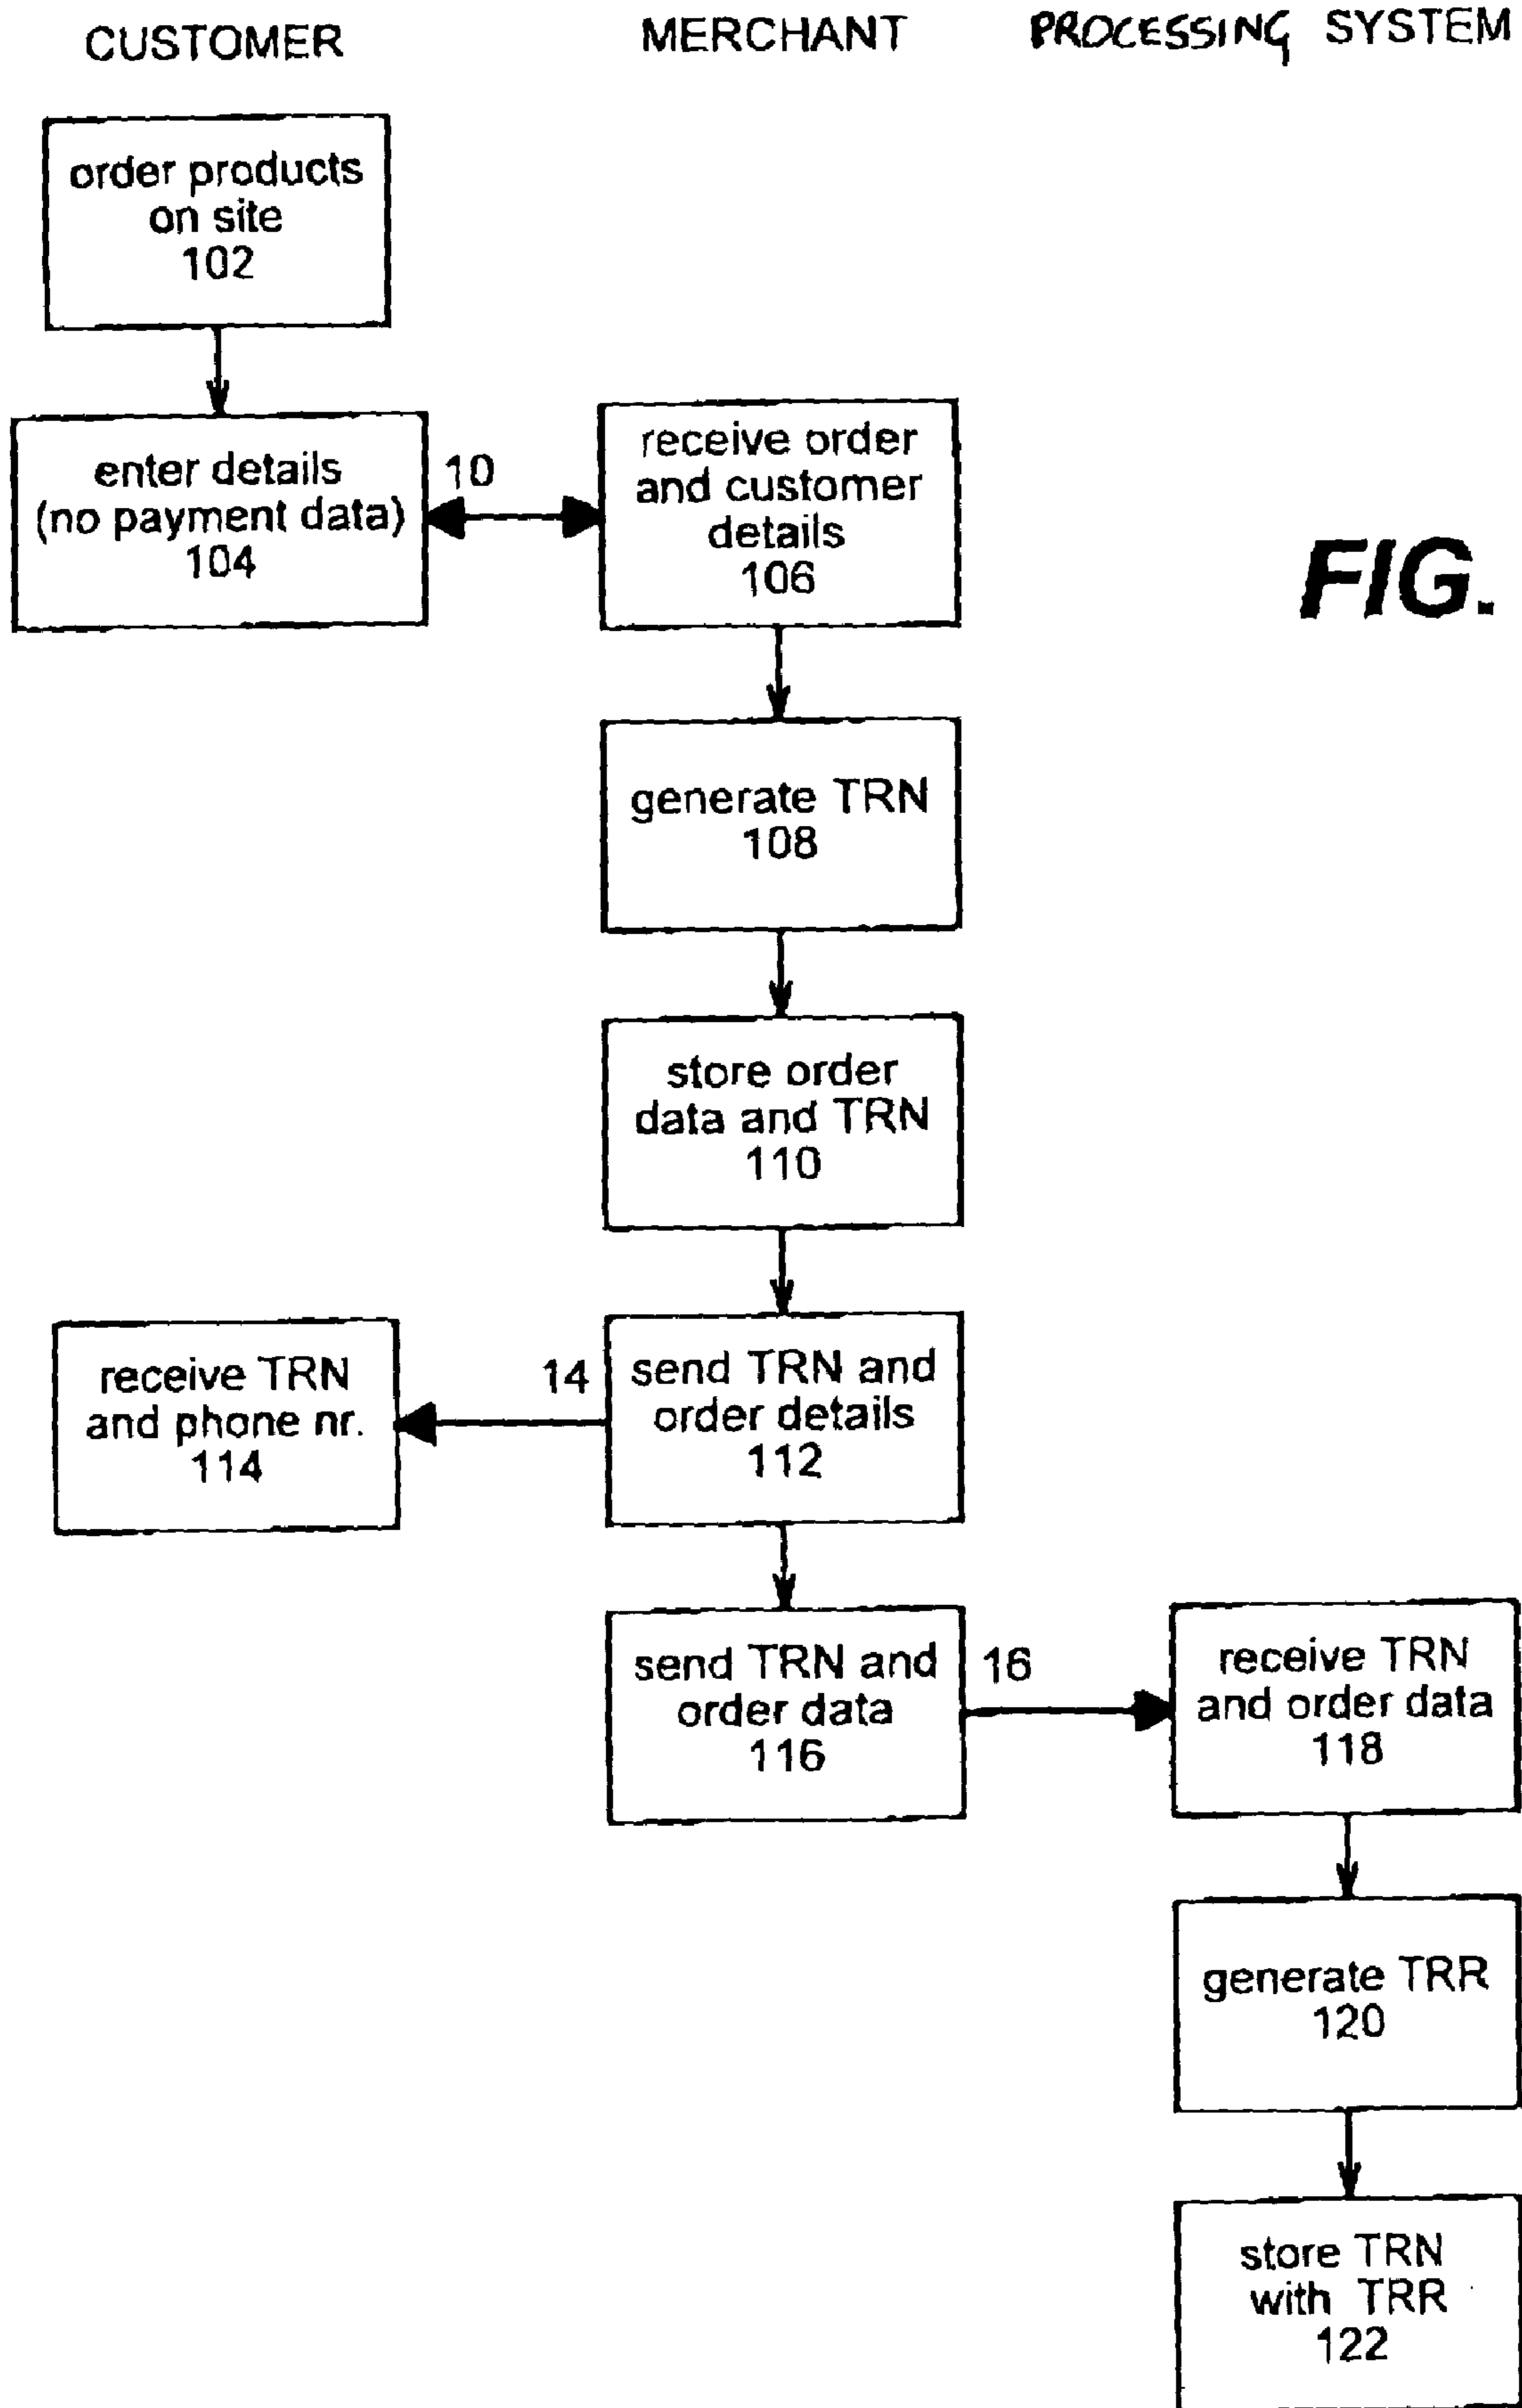 CUSTOMER
MERCHANT
PROCESSING SYSTEM
order products
on site
102
enter details
(no payment data)
104
10
receive order
and customer
details
106
FIG.
generate TRN
108
store order
data and TRN
110
receive TRN
and phone nr.
114
14
send TRN and
order details
112
send TRN and
order data
116
16
receive TRN
and order data
118
generate TRR
120
store TRN
with TRR
122